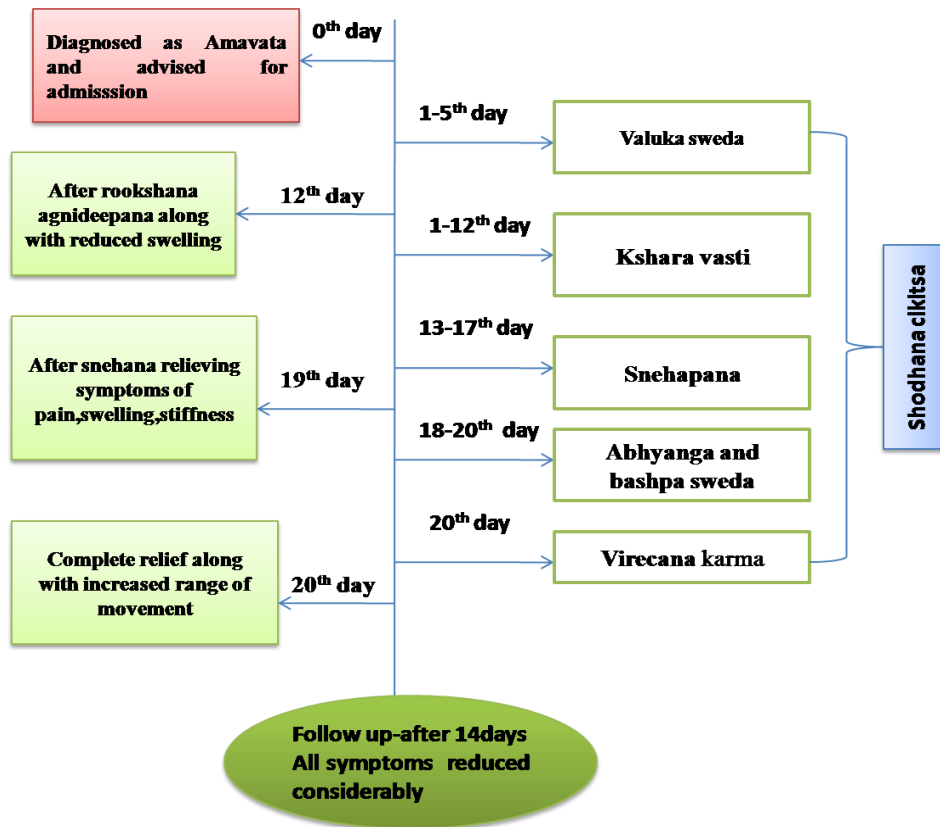 0th day
Diagnosed as Amavata
and advised for
admisssion
1-5th day
Valuka sweda
After rookshana
agnideepana along
with reduced swelling
12th day
1-12th day
Kshara vasti
Shodhana cikitsa
13-17th day
Snehapana
After snehana relieving
symptoms of
pain,swelling,stiffness
19th day
18-20th day
Abhyanga and
bashpa sweda
20th day
Virecana karma
Complete relief along
with increased range of
movement
20th day
Follow up-after 14days
All symptoms reduced
considerably